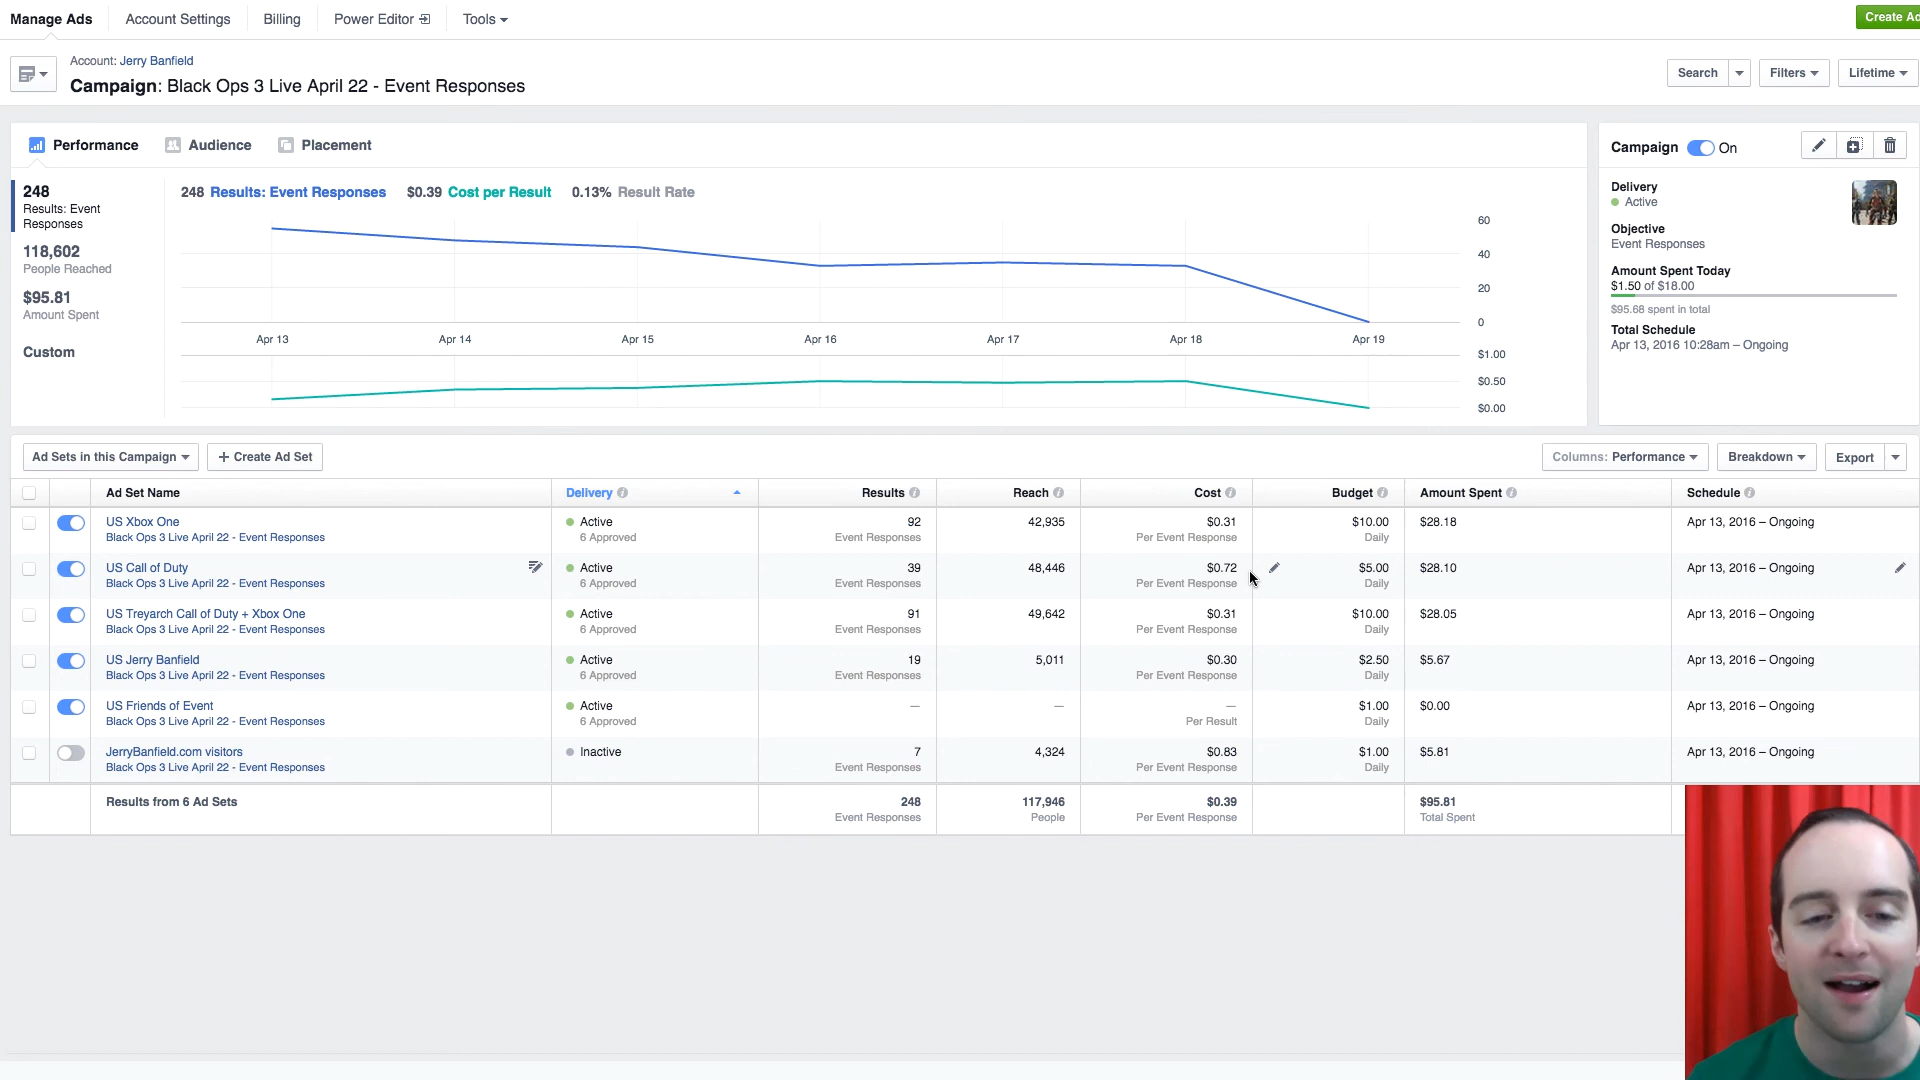 Manage Ads
Account Settings
Billing
Power Editor
Tools
Create Ad
Account: Jerry Banfield
Campaign: Black Ops 3 Live April 22 - Event Responses
Search
Filters
Lifetime
Performance
Audience
Placement
248
Results: Event
Responses
118,602
People Reached
$95.81
Amount Spent
Custom
248 Results: Event Responses
$0.39 Cost per Result
0.13% Result Rate
60
40
20
0
Apr 13
Apr 14
Apr 15
Apr 16
Apr 17
Apr 18
Apr 19
$1.00
$0.50
$0.00
Campaign
On
Delivery
Active
Objective
Event Responses
Amount Spent Today
$1.50 of $18.00
$95.68 spent in total
Total Schedule
Apr 13, 2016 10:28am – Ongoing
Ad Sets in this Campaign
+ Create Ad Set
Columns: Performance
Breakdown
Export
Ad Set Name
Delivery
Results
Reach
Cost
Budget
Amount Spent
Schedule
US Xbox One
Black Ops 3 Live April 22 - Event Responses
Active
6 Approved
92
Event Responses
42,935
$0.31
Per Event Response
$10.00
Daily
$28.18
Apr 13, 2016 – Ongoing
US Call of Duty
Black Ops 3 Live April 22 - Event Responses
Active
6 Approved
39
Event Responses
48,446
$0.72
Per Event Response
$5.00
Daily
$28.10
Apr 13, 2016 – Ongoing
US Treyarch Call of Duty + Xbox One
Black Ops 3 Live April 22 - Event Responses
Active
6 Approved
91
Event Responses
49,642
$0.31
Per Event Response
$10.00
Daily
$28.05
Apr 13, 2016 – Ongoing
US Jerry Banfield
Black Ops 3 Live April 22 - Event Responses
Active
6 Approved
19
Event Responses
5,011
$0.30
Per Event Response
$2.50
Daily
$5.67
Apr 13, 2016 – Ongoing
US Friends of Event
Black Ops 3 Live April 22 - Event Responses
Active
6 Approved
—
—
—
Per Result
$1.00
Daily
$0.00
Apr 13, 2016 – Ongoing
JerryBanfield.com visitors
Black Ops 3 Live April 22 - Event Responses
Inactive
7
Event Responses
4,324
$0.83
Per Event Response
$1.00
Daily
$5.81
Apr 13, 2016 – Ongoing
Results from 6 Ad Sets
248
Event Responses
117,946
People
$0.39
Per Event Response
$95.81
Total Spent